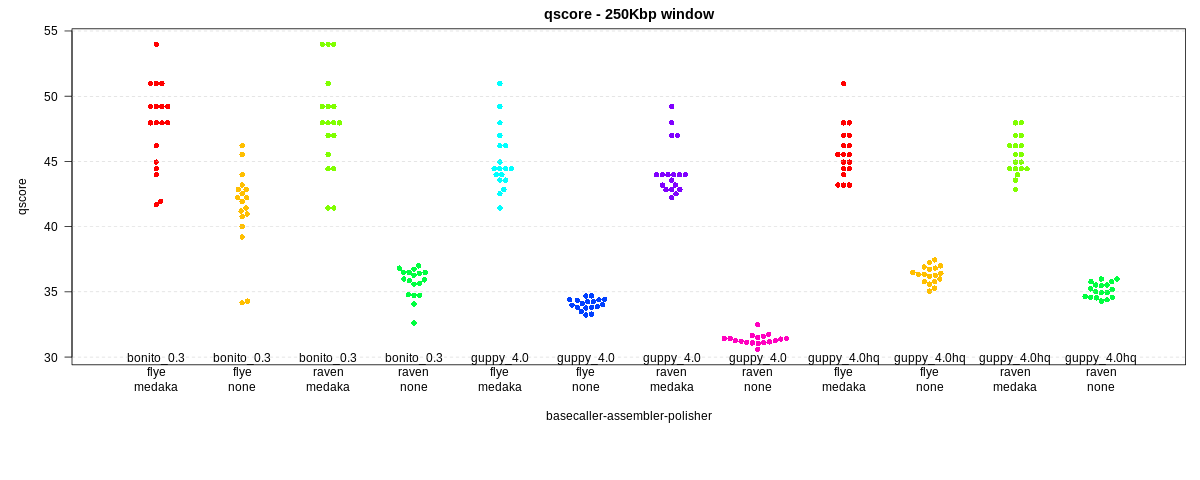 qscore - 250Kbp window
55
50
45
40
35
30
qscore
bonito_0.3 bonito_0.3 bonito_0.3 bonito_0.3 guppy_4.0 guppy_4.0 guppy_4.0 guppy_4.0 guppy_4.0hq guppy_4.0hq guppy_4.0hq guppy_4.0hq
flye flye raven raven flye flye raven raven flye flye raven raven
medaka none medaka none medaka none medaka none medaka none medaka none
basecaller-assembler-polisher